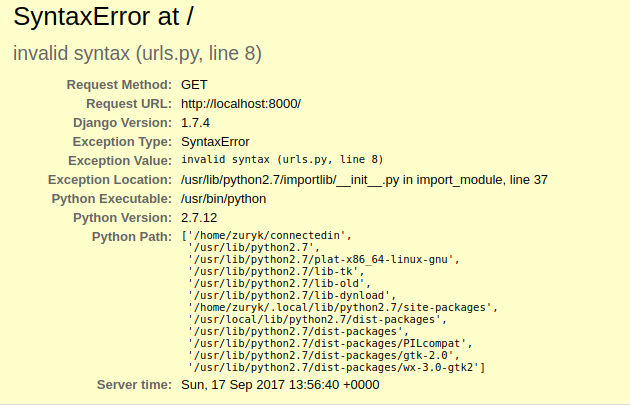 SyntaxError at /
invalid syntax (urls.py, line 8)
Request Method: GET
Request URL: http://localhost:8000/
Django Version: 1.7.4
Exception Type: SyntaxError
Exception Value: invalid syntax (urls.py, line 8)
Exception Location: /usr/lib/python2.7/importlib/__init__.py in import_module, line 37
Python Executable: /usr/bin/python
Python Version: 2.7.12
Python Path: ['/home/zuryk/connectedin',
'/usr/lib/python2.7',
'/usr/lib/python2.7/plat-x86_64-linux-gnu',
'/usr/lib/python2.7/lib-tk',
'/usr/lib/python2.7/lib-old',
'/usr/lib/python2.7/lib-dynload',
'/home/zuryk/.local/lib/python2.7/site-packages',
'/usr/local/lib/python2.7/dist-packages',
'/usr/lib/python2.7/dist-packages',
'/usr/lib/python2.7/dist-packages/PILcompat',
'/usr/lib/python2.7/dist-packages/gtk-2.0',
'/usr/lib/python2.7/dist-packages/wx-3.0-gtk2']
Server time: Sun, 17 Sep 2017 13:56:40 +0000